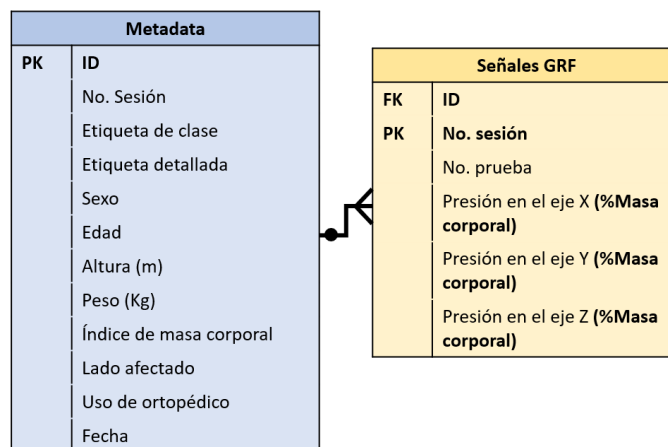 Metadata
PK ID
No. Sesión
Etiqueta de clase
Etiqueta detallada
Sexo
Edad
Altura (m)
Peso (Kg)
Índice de masa corporal
Lado afectado
Uso de ortopédico
Fecha
Señales GRF
FK ID
PK No. sesión
No. prueba
Presión en el eje X (%Masa
corporal)
Presión en el eje Y (%Masa
corporal)
Presión en el eje Z (%Masa
corporal)